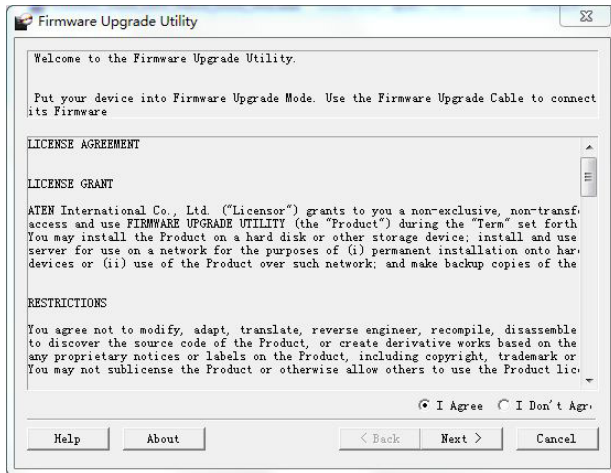 Firmware Upgrade Utility
Welcome to the Firmware Upgrade Utility.
Put your device into Firmware Upgrade Mode. Use the Firmware Upgrade Cable to connect
its Firmware
LICENSE AGREEMENT
LICENSE GRANT
ATEN International Co., Ltd. ("Licensor") grants to you a non-exclusive, non-transf
access and use FIRMWARE UPGRADE UTILITY (the "Product") during the "Term" set forth
You may install the Product on a hard disk or other storage device; install and use
server for use on a network for the purposes of (i) permanent installation onto har
devices or (ii) use of the Product over such network; and make backup copies of the
RESTRICTIONS
You agree not to modify, adapt, translate, reverse engineer, recompile, disassemble
to discover the source code of the Product, or create derivative works based on the
any proprietary notices or labels on the Product, including copyright, trademark or
You may not sublicense the Product or otherwise allow others to use the Product lic
I Agree I Don't Agr
Help About < Back Next > Cancel